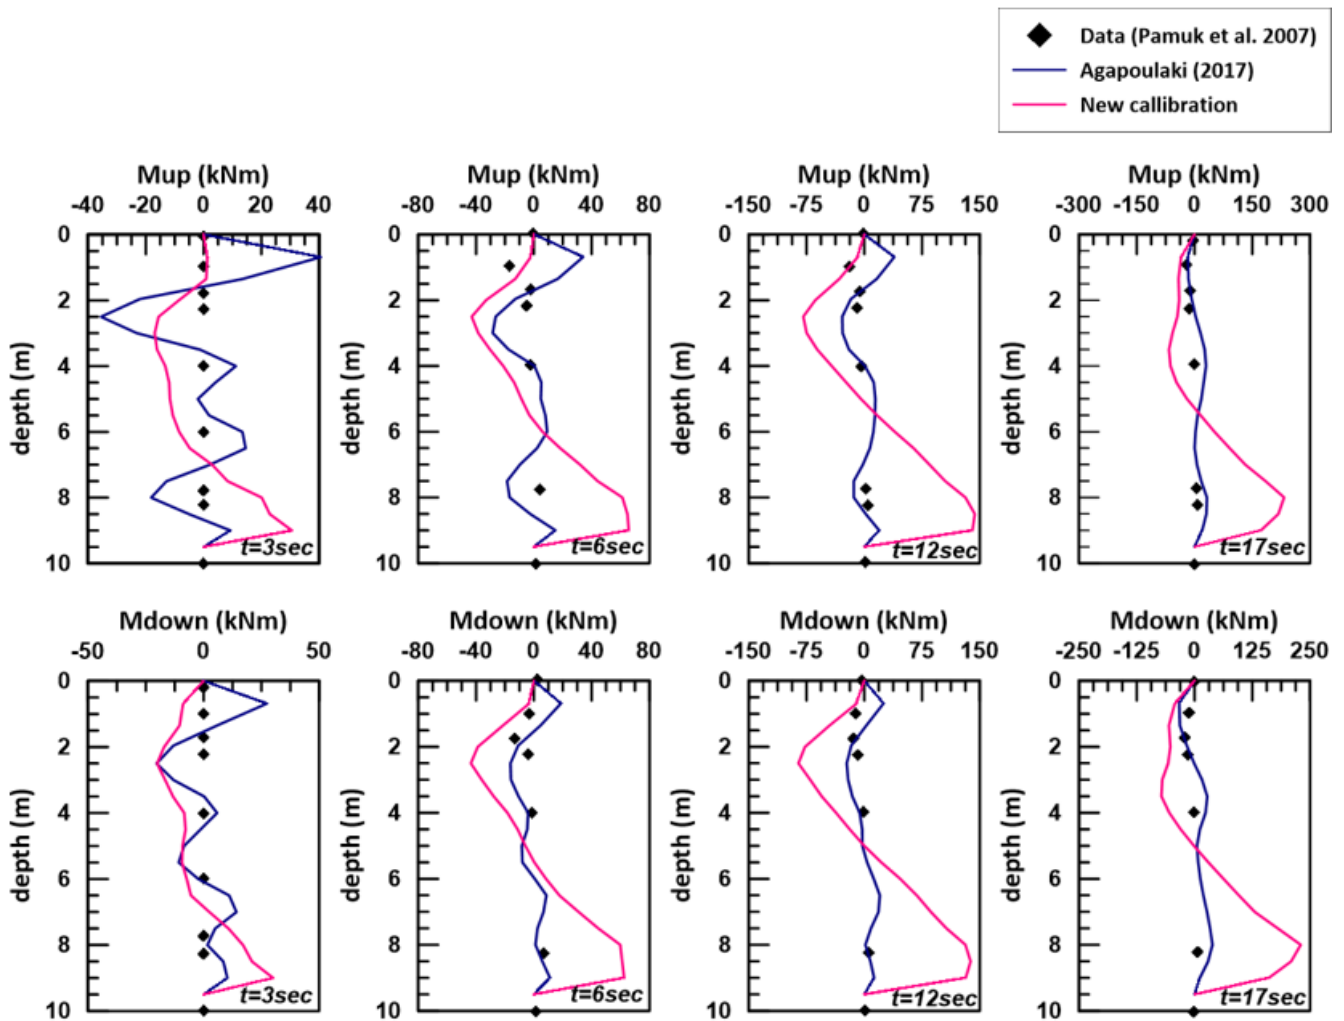 Data (Pamuk et al. 2007)
Agapoulaki (2017)
New callibration
Mup (kNm)
-40 -20 0 20 40
0
2
4
6
8
10
depth (m)
t=3sec
Mup (kNm)
-80 -40 0 40 80
0
2
4
6
8
10
depth (m)
t=6sec
Mup (kNm)
-150 -75 0 75 150
0
2
4
6
8
10
depth (m)
t=12sec
Mup (kNm)
-300 -150 0 150 300
0
2
4
6
8
10
depth (m)
t=17sec
Mdown (kNm)
-50 0 50
0
2
4
6
8
10
depth (m)
t=3sec
Mdown (kNm)
-80 -40 0 40 80
0
2
4
6
8
10
depth (m)
t=6sec
Mdown (kNm)
-150 -75 0 75 150
0
2
4
6
8
10
depth (m)
t=12sec
Mdown (kNm)
-250 -125 0 125 250
0
2
4
6
8
10
depth (m)
t=17sec